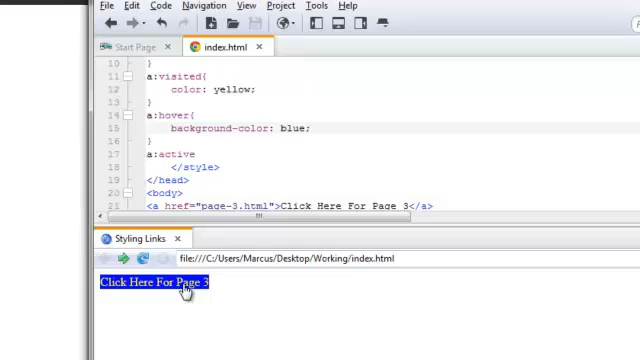 File Edit Code Navigation View Project Tools Help
Start Page index.html
10 }
11 a:visited{
12 color: yellow;
13 }
14 a:hover{
15 background-color: blue;
16 }
17 a:active
18 </style>
19 </head>
20 <body>
21 <a href="page-3.html">Click Here For Page 3</a>
Styling Links
file:///C:/Users/Marcus/Desktop/Working/index.html
Click Here For Page 3